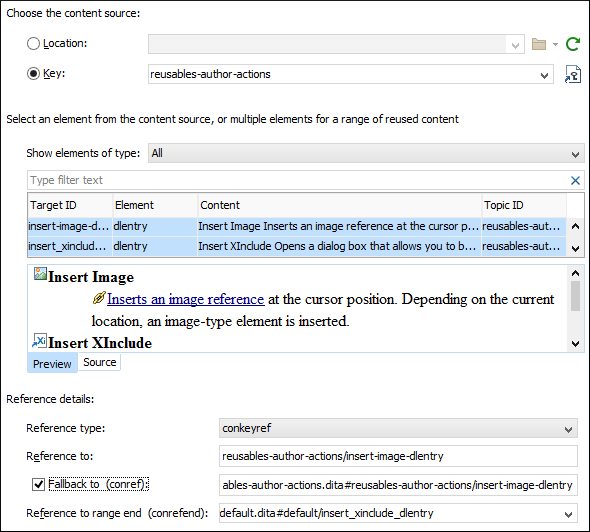 Choose the content source:
Location:
Key: reusables-author-actions
Select an element from the content source, or multiple elements for a range of reused content
Show elements of type: All
Type filter text
Target ID Element Content Topic ID
insert-image-d... dlentry Insert Image Inserts an image reference at the cursor p... reusables-aut...
insert_xinclud... dlentry Insert XInclude Opens a dialog box that allows you to b... reusables-aut...
Insert Image
Inserts an image reference at the cursor position. Depending on the current
location, an image-type element is inserted.
Xi Insert XInclude
Preview Source
Reference details:
Reference type: conkeyref
Reference to: reusables-author-actions/insert-image-dlentry
Fallback to (conref): ables-author-actions.dita#reusables-author-actions/insert-image-dlentry
Reference to range end (conrefend): default.dita#default/insert_xinclude_dlentry